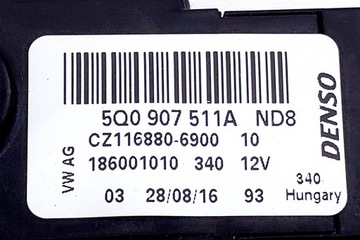 5Q0 907 511A ND8
CZ116880-6900 10
186001010 340 12V
03 28/08/16 93
VW AG
DENSO
340
Hungary